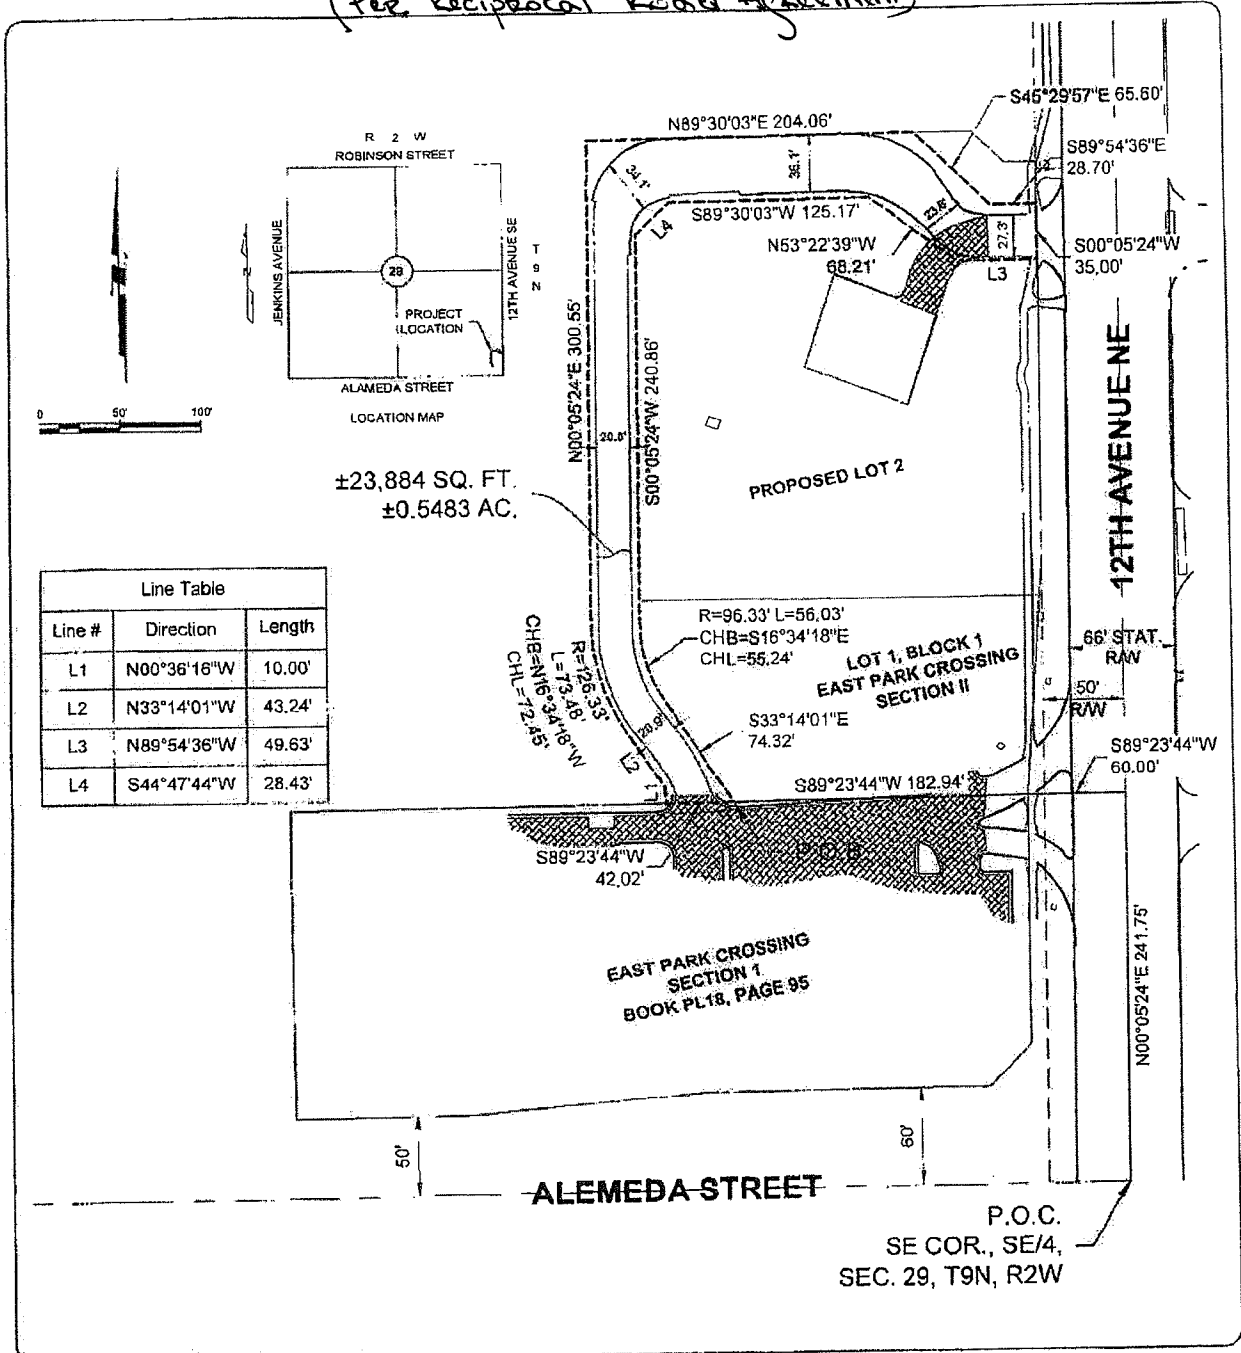 (Per Reciprocal Road Agreement)
R 2 W
ROBINSON STREET
JENKINS AVENUE
28
12TH AVENUE SE
T
9
N
PROJECT
LOCATION
ALAMEDA STREET
LOCATION MAP
N
0 50' 100'
±23,884 SQ. FT.
±0.5483 AC.
N89°30'03"E 204.06'
S45°29'57"E 65.60'
S89°54'36"E
28.70'
34.1'
36.1'
S89°30'03"W 125.17'
L4
23.8'
27.3'
N53°22'39"W
68.21'
L3
S00°05'24"W
35.00'
N00°05'24"E 300.55'
20.0'
S00°05'24"W 240.86'
PROPOSED LOT 2
12TH AVENUE NE
Line Table
Line # Direction Length
L1 N00°36'16"W 10.00'
L2 N33°14'01"W 43.24'
L3 N89°54'36"W 49.63'
L4 S44°47'44"W 28.43'
R=126.33'
L=73.48'
CHB=N16°34'18"W
CHL=72.45'
R=96.33' L=56.03'
CHB=S16°34'18"E
CHL=55.24'
LOT 1, BLOCK 1
EAST PARK CROSSING
SECTION II
66' STAT.
R/W
50'
R/W
20.9'
L2
L1
S33°14'01"E
74.32'
S89°23'44"W
60.00'
S89°23'44"W 182.94'
P.O.B
S89°23'44"W
42.02'
EAST PARK CROSSING
SECTION 1
BOOK PL18, PAGE 95
N00°05'24"E 241.75'
50'
60'
ALEMEDA STREET
P.O.C.
SE COR., SE/4,
SEC. 29, T9N, R2W